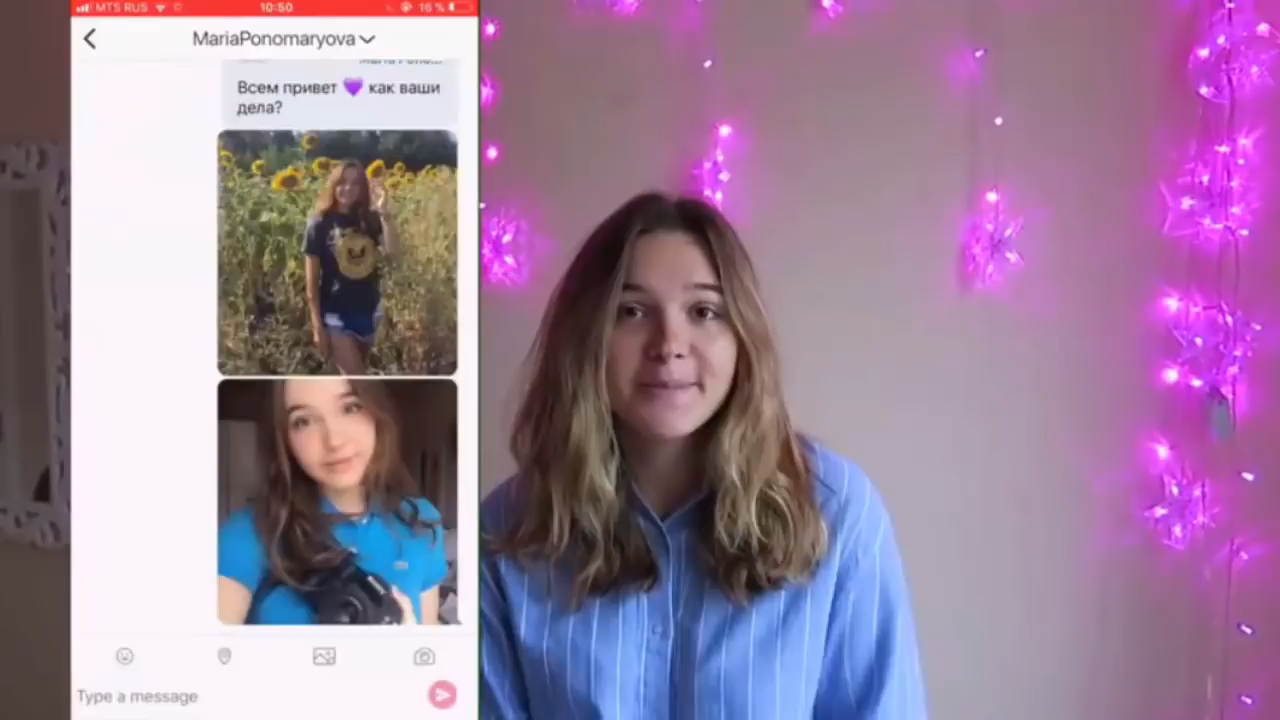 MTS RUS
10:50
16 %
MariaPonomaryova
Всем привет 💜 как ваши
дела?
Type a message